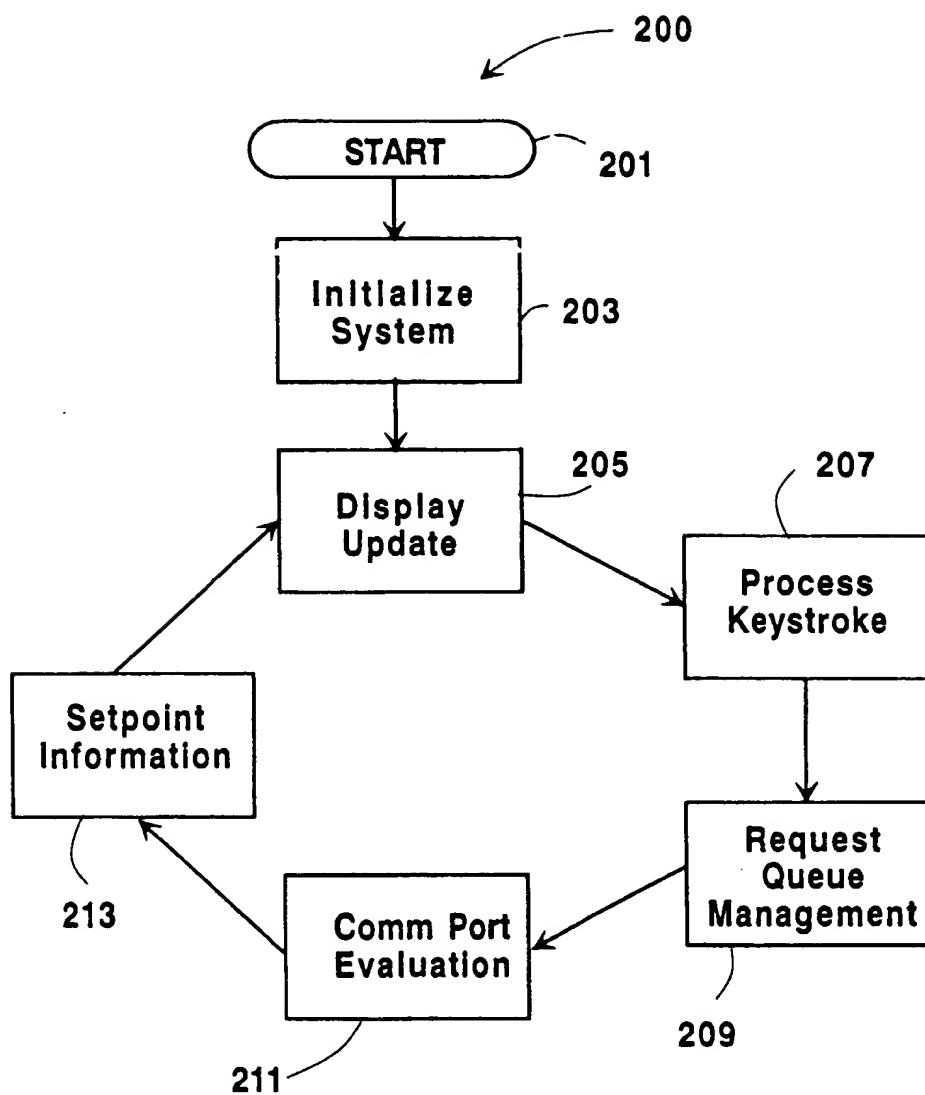 200
START
201
Initialize
System
203
Display
Update
205
207
Process
Keystroke
Setpoint
Information
213
Request
Queue
Management
209
Comm Port
Evaluation
211